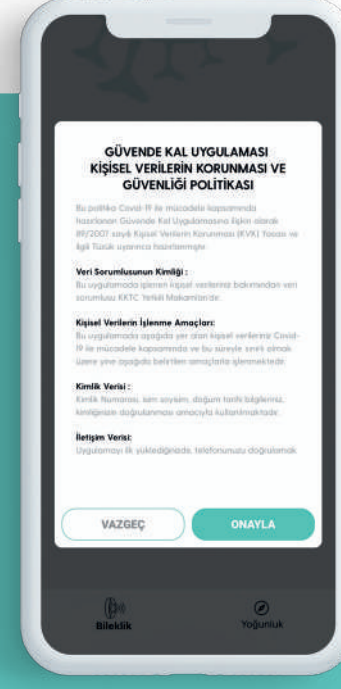 GÜVENDE KAL UYGULAMASI
KİŞİSEL VERİLERİN KORUNMASI VE
GÜVENLİĞİ POLİTİKASI
Bu politika Covid-19 ile mücadele kapsamında
hazırlanan Güvende Kal Uygulamasına ilişkin olarak
89/2007 sayılı Kişisel Verilerin Korunması (KVK) Yasası ve
ilgili Tüzük uyarınca hazırlanmıştır.
Veri Sorumlusunun Kimliği :
Bu uygulamada işlenen kişisel verileriniz bakımından veri
sorumlusu KKTC Yetkili Makamları'dır.
Kişisel Verilerin İşlenme Amaçları:
Bu uygulamada aşağıda yer alan kişisel verileriniz Covid-
19 ile mücadele kapsamında ve bu süreyle sınırlı olmak
üzere yine aşağıda belirtilen amaçlarla işlenmektedir.
Kimlik Verisi :
Kimlik Numarası, isim soyisim, doğum tarihi bilgileriniz,
kimliğinizin doğrulanması amacıyla kullanılmaktadır.
İletişim Verisi:
Uygulamayı ilk yüklediğinizde, telefonunuzu doğrulamak
VAZGEÇ
ONAYLA
Bileklik
Yoğunluk